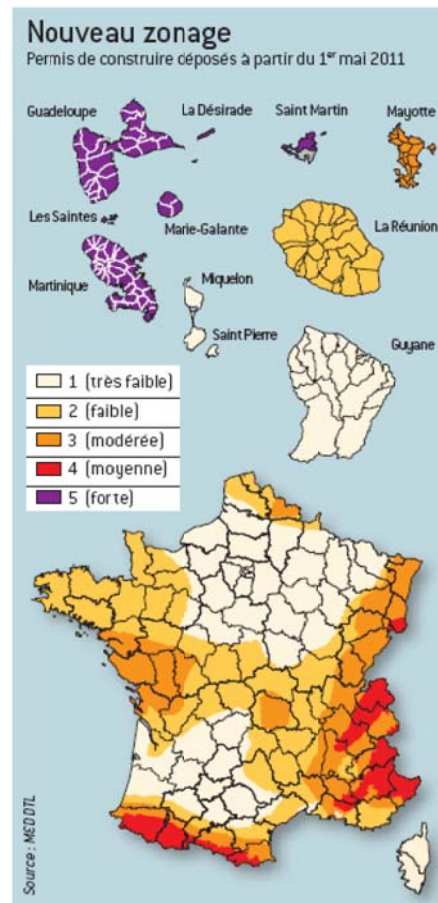 Nouveau zonage
Permis de construire déposés à partir du 1er mai 2011
Guadeloupe
La Désirade
Saint Martin
Mayotte
Les Saintes
Marie-Galante
La Réunion
Martinique
Miquelon
Saint Pierre
Guyane
1 (très faible)
2 (faible)
3 (modérée)
4 (moyenne)
5 (forte)
Source : MEDDTL